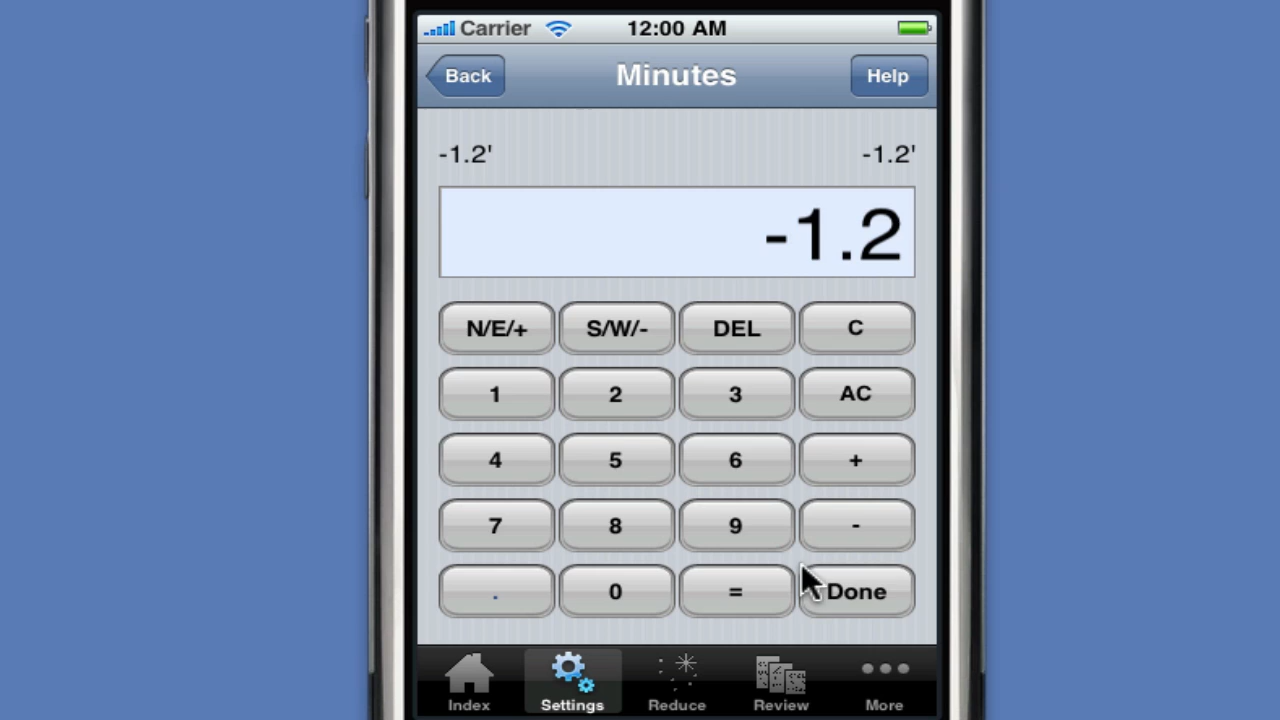 Carrier 12:00 AM
Back Minutes Help
-1.2' -1.2'
-1.2
N/E/+ S/W/- DEL C
1 2 3 AC
4 5 6 +
7 8 9 -
. 0 = Done
Index Settings Reduce Review More